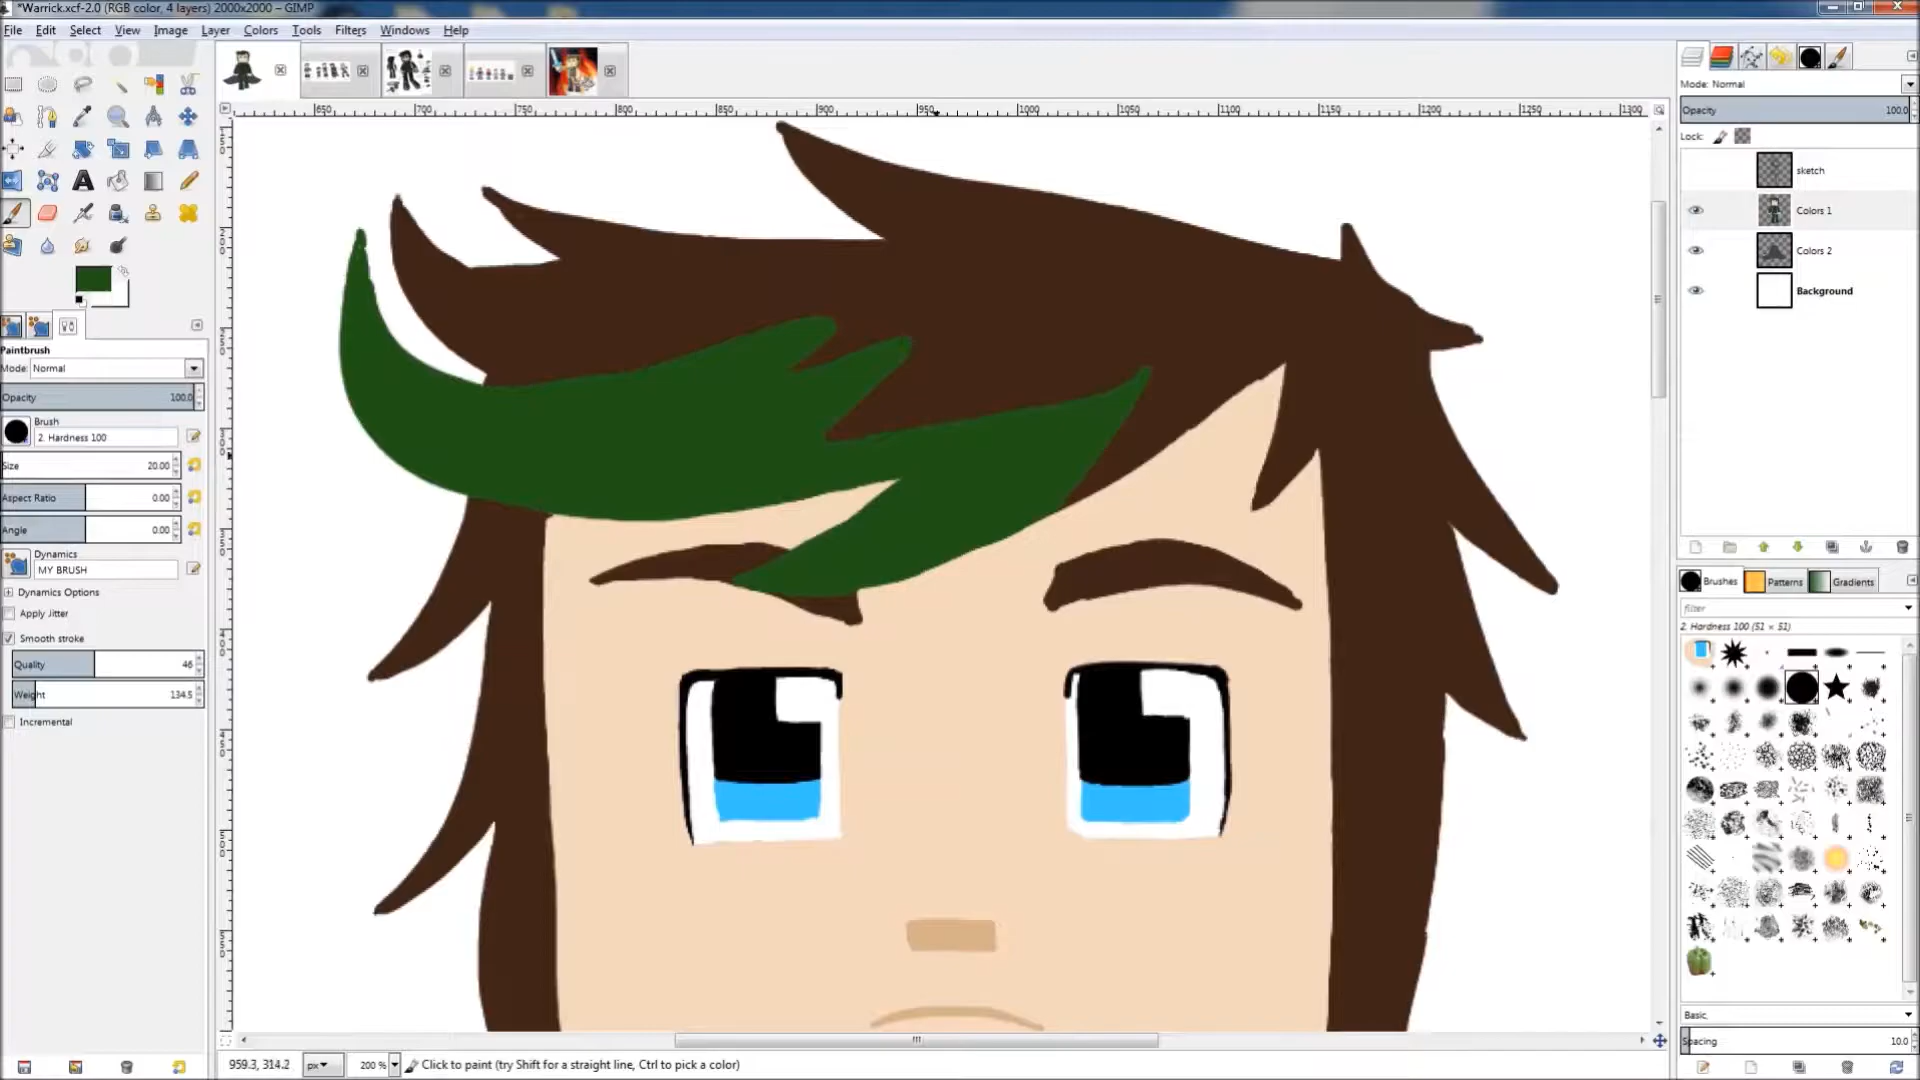 *Warrick.xcf-2.0 (RGB color, 4 layers) 2000x2000 – GIMP
File Edit Select View Image Layer Colors Tools Filters Windows Help
650 700 750 800 850 900 950 1000 1050 1100 1150 1200 1250 1300
Paintbrush
Mode: Normal
Opacity 100.0
Brush
2. Hardness 100
Size 20.00
Aspect Ratio 0.00
Angle 0.00
Dynamics
MY BRUSH
Dynamics Options
Apply Jitter
Smooth stroke
Quality 46
Weight 134.5
Incremental
959.3, 314.2 px 200 % Click to paint (try Shift for a straight line, Ctrl to pick a color)
Mode: Normal
Opacity 100.0
Lock:
sketch
Colors 1
Colors 2
Background
Brushes Patterns Gradients
filter
2. Hardness 100 (51 × 51)
Basic,
Spacing 10.0